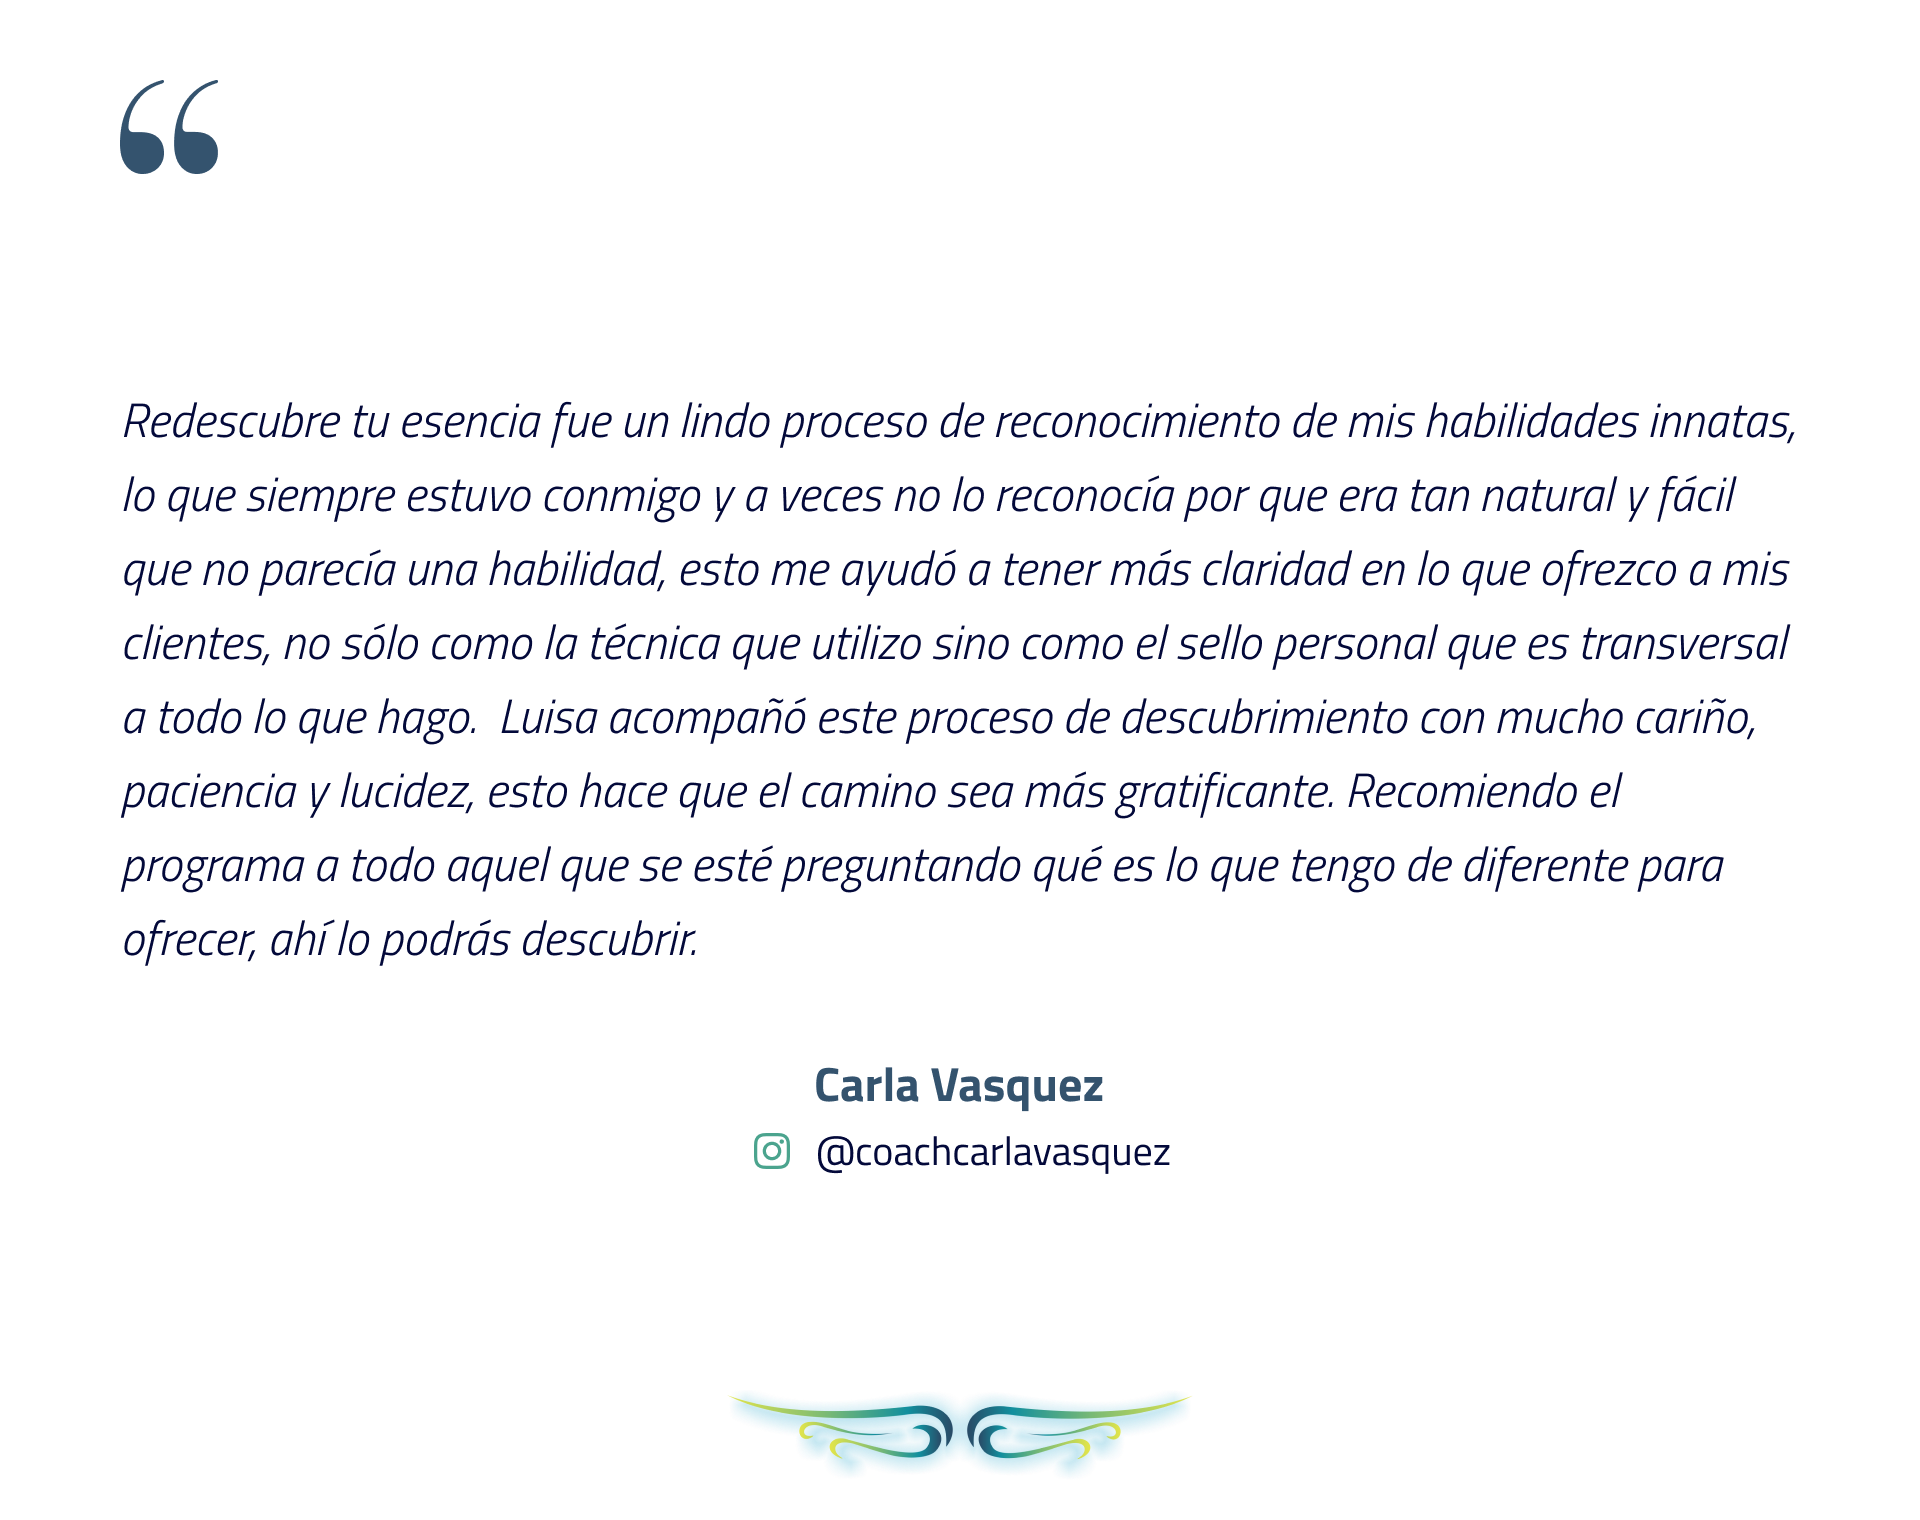 “
Redescubre tu esencia fue un lindo proceso de reconocimiento de mis habilidades innatas,
lo que siempre estuvo conmigo y a veces no lo reconocía por que era tan natural y fácil
que no parecía una habilidad, esto me ayudó a tener más claridad en lo que ofrezco a mis
clientes, no sólo como la técnica que utilizo sino como el sello personal que es transversal
a todo lo que hago.  Luisa acompañó este proceso de descubrimiento con mucho cariño,
paciencia y lucidez, esto hace que el camino sea más gratificante. Recomiendo el
programa a todo aquel que se esté preguntando qué es lo que tengo de diferente para
ofrecer, ahí lo podrás descubrir.
Carla Vasquez
@coachcarlavasquez